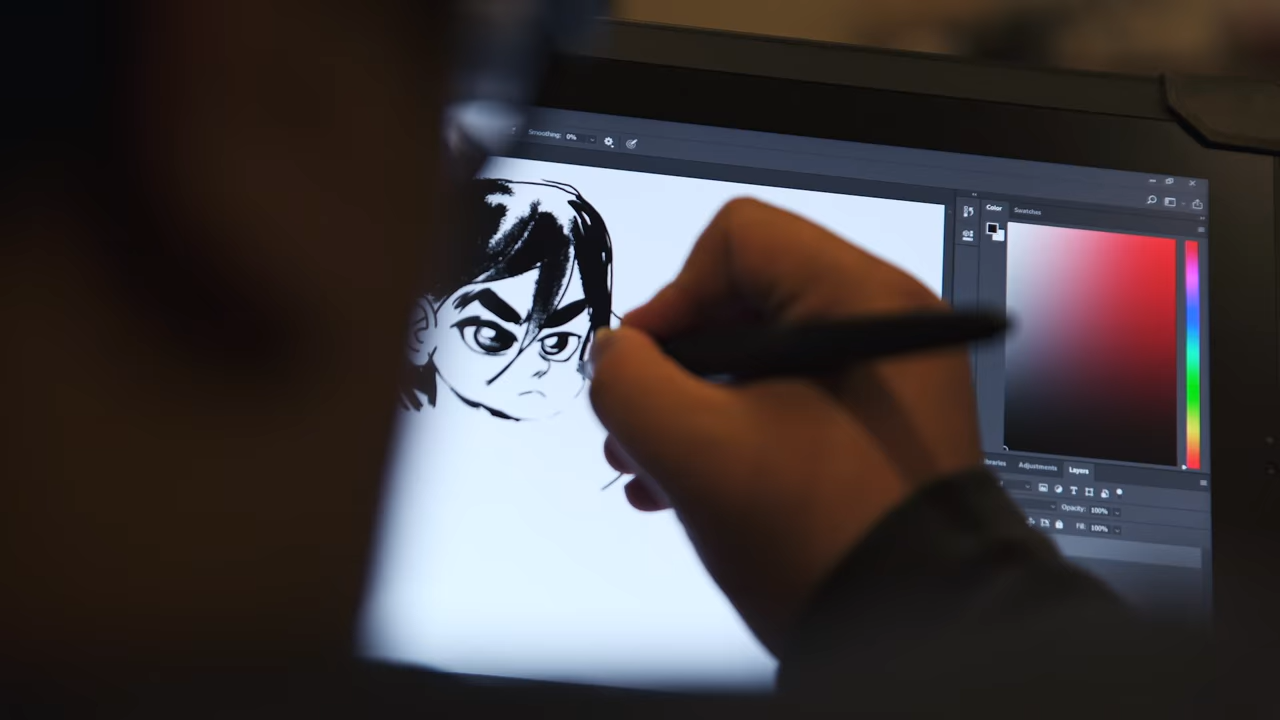 Smoothing: 0%
Color Swatches
Adjustments Layers
Opacity: 100%
Fill: 100%